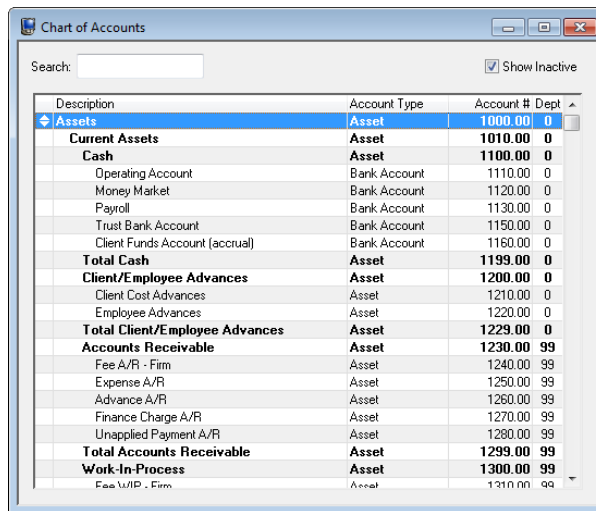 Chart of Accounts
Search: Show Inactive
Description Account Type Account # Dept
Assets Asset 1000.00 0
Current Assets Asset 1010.00 0
Cash Asset 1100.00 0
Operating Account Bank Account 1110.00 0
Money Market Bank Account 1120.00 0
Payroll Bank Account 1130.00 0
Trust Bank Account Bank Account 1150.00 0
Client Funds Account (accrual) Bank Account 1160.00 0
Total Cash Asset 1199.00 0
Client/Employee Advances Asset 1200.00 0
Client Cost Advances Asset 1210.00 0
Employee Advances Asset 1220.00 0
Total Client/Employee Advances Asset 1229.00 0
Accounts Receivable Asset 1230.00 99
Fee A/R - Firm Asset 1240.00 99
Expense A/R Asset 1250.00 99
Advance A/R Asset 1260.00 99
Finance Charge A/R Asset 1270.00 99
Unapplied Payment A/R Asset 1280.00 99
Total Accounts Receivable Asset 1299.00 99
Work-In-Process Asset 1300.00 99
Fee WIP - Firm Asset 1310.00 99